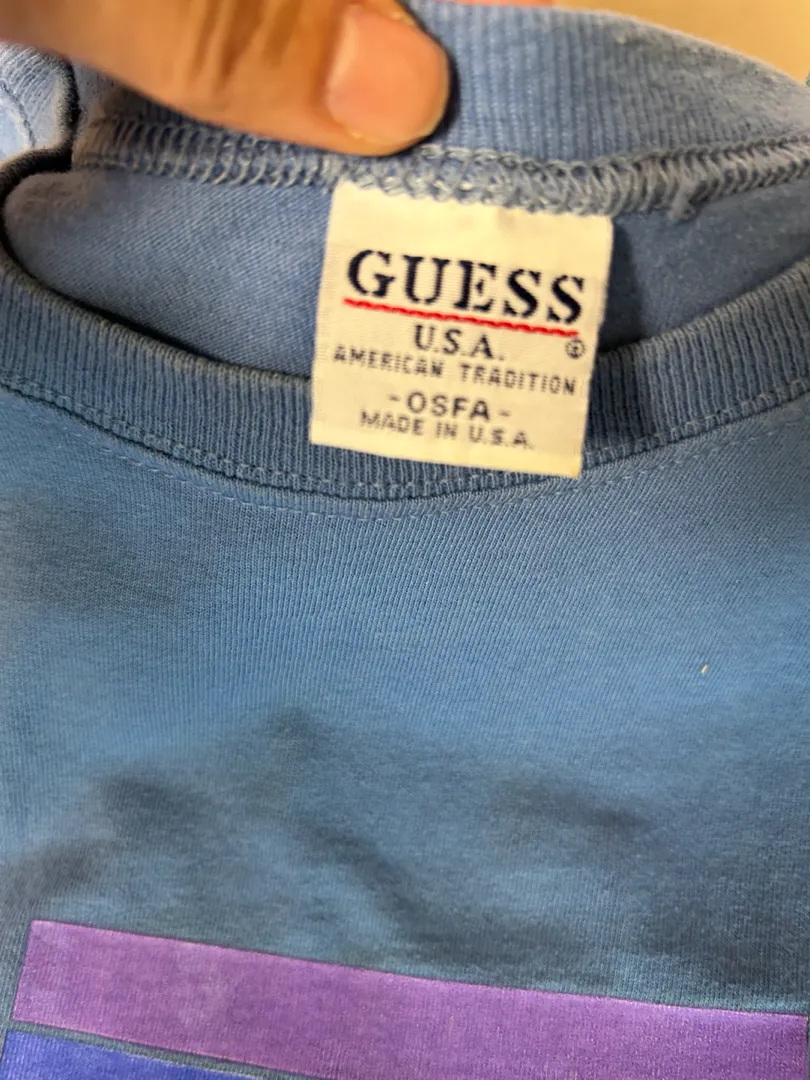 GUESS
U.S.A.
AMERICAN TRADITION
-OSFA-
MADE IN U.S.A.